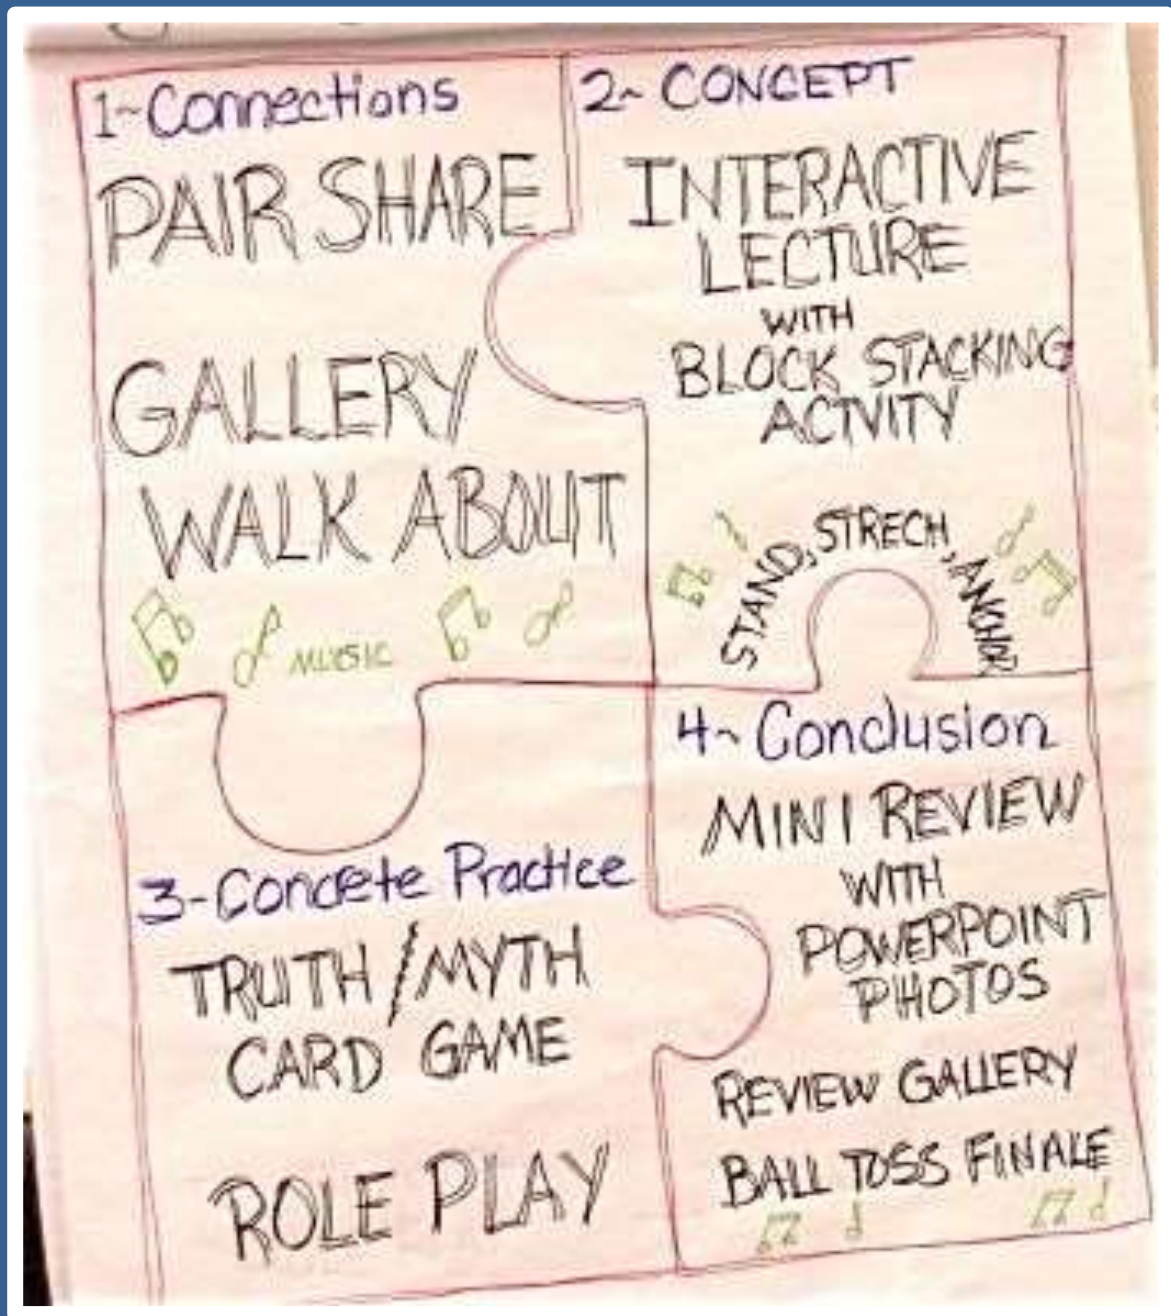 1~Connections
PAIR SHARE
GALLERY
WALK ABOUT
MUSIC
2~ CONCEPT
INTERACTIVE
LECTURE
WITH
BLOCK STACKING
ACTVITY
STAND, STRECH, ANCHOR
3-Concrete Practice
TRUTH/MYTH
CARD GAME
ROLE PLAY
4~ Conclusion
MINI REVIEW
WITH
POWERPOINT
PHOTOS
REVIEW GALLERY
BALL TOSS FINALE